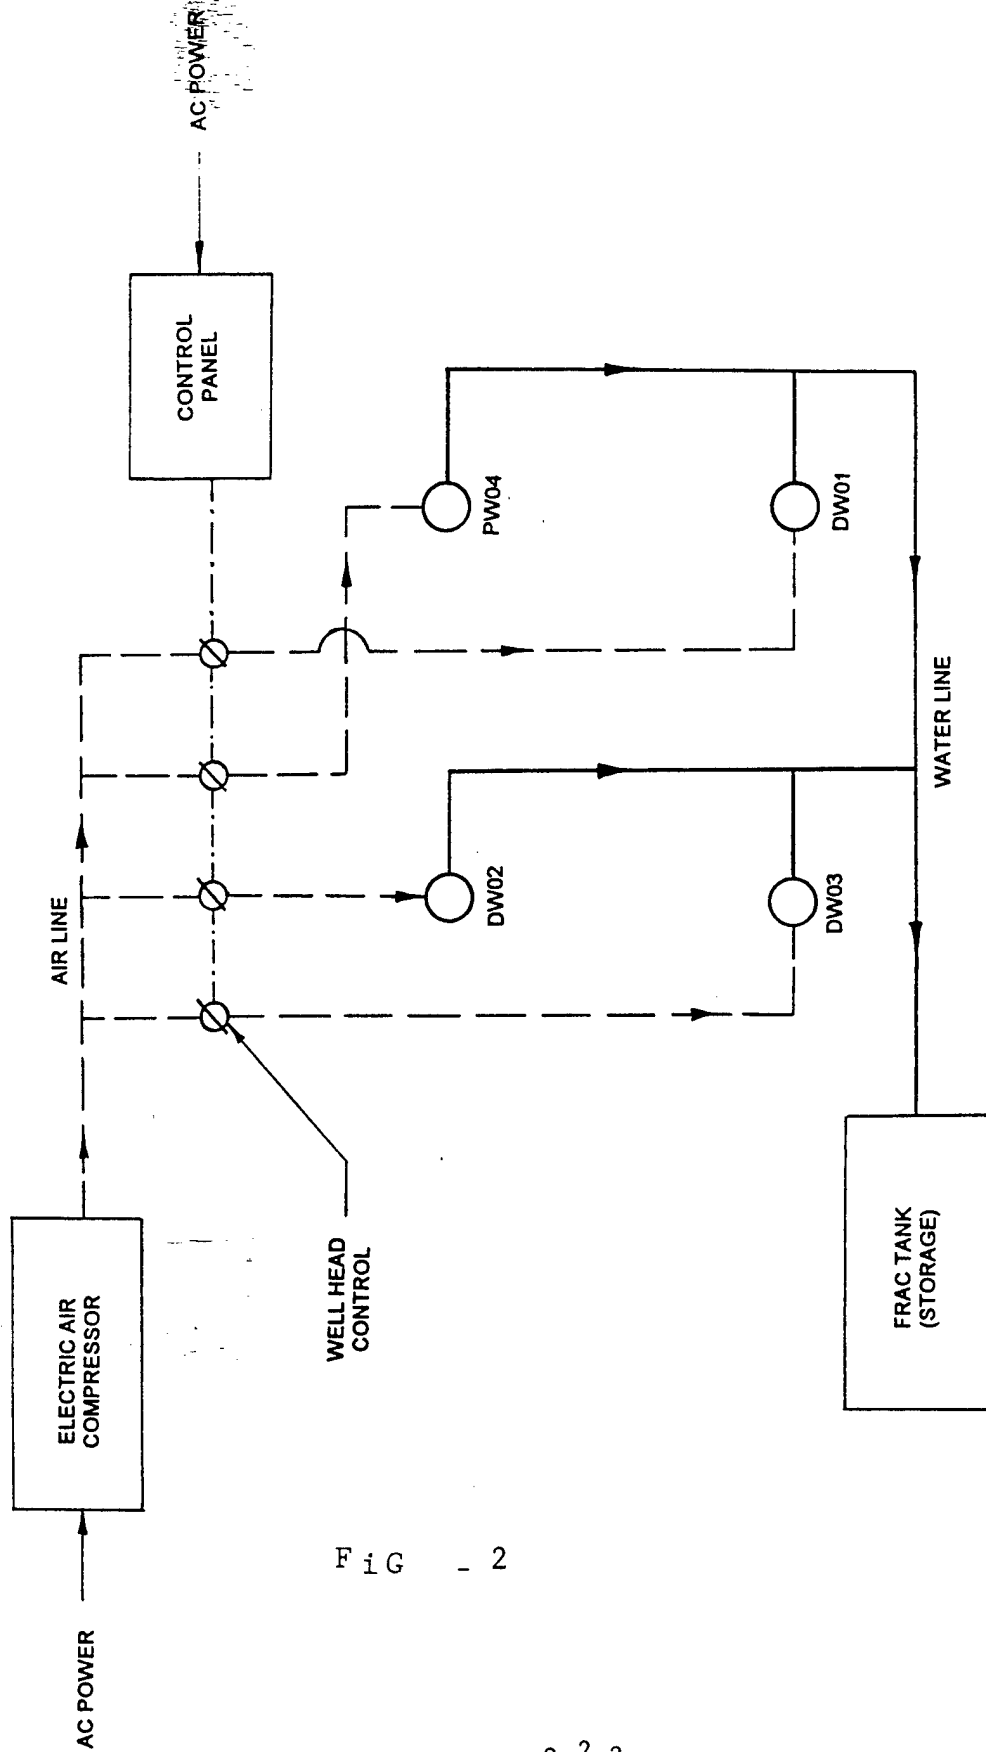 AC POWER
ELECTRIC AIR
COMPRESSOR
AIR LINE
CONTROL
PANEL
AC POWER
WELL HEAD
CONTROL
DW02
PW04
DW03
DW01
FRAC TANK
(STORAGE)
WATER LINE
FiG - 2